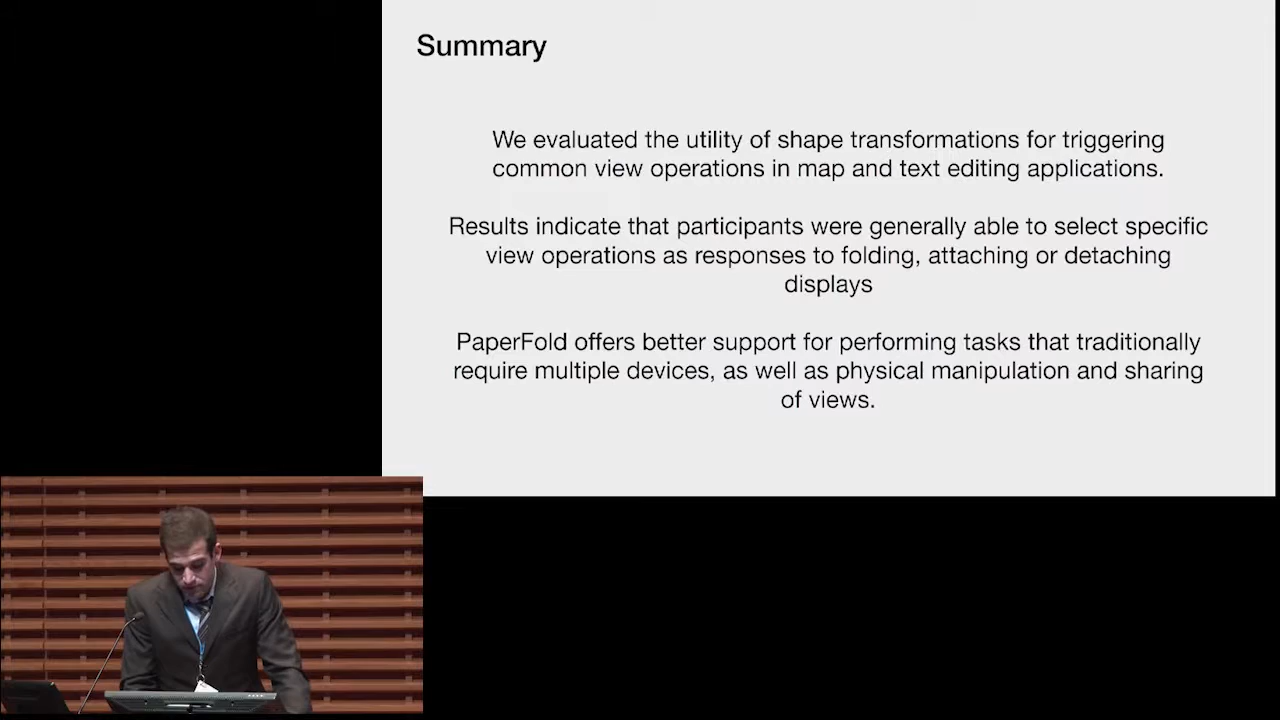 Summary
We evaluated the utility of shape transformations for triggering
common view operations in map and text editing applications.
Results indicate that participants were generally able to select specific
view operations as responses to folding, attaching or detaching
displays
PaperFold offers better support for performing tasks that traditionally
require multiple devices, as well as physical manipulation and sharing
of views.